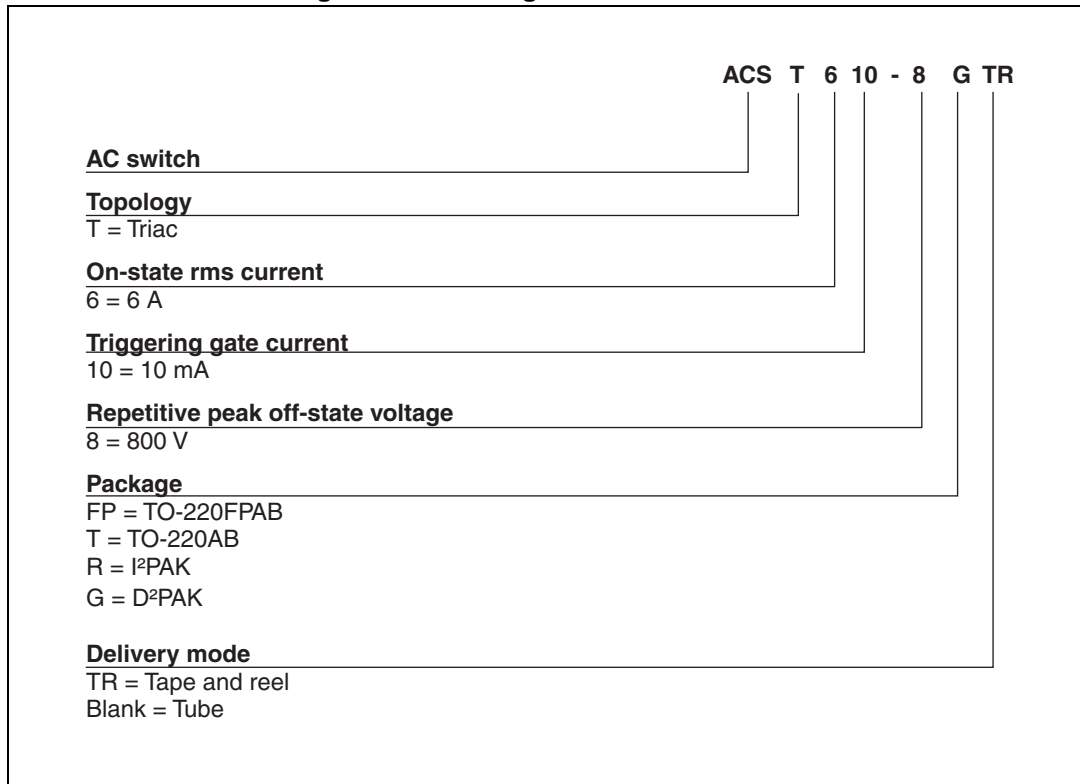 ACS T 6 10 - 8 G TR
AC switch
Topology
T = Triac
On-state rms current
6 = 6 A
Triggering gate current
10 = 10 mA
Repetitive peak off-state voltage
8 = 800 V
Package
FP = TO-220FPAB
T = TO-220AB
R = I²PAK
G = D²PAK
Delivery mode
TR = Tape and reel
Blank = Tube